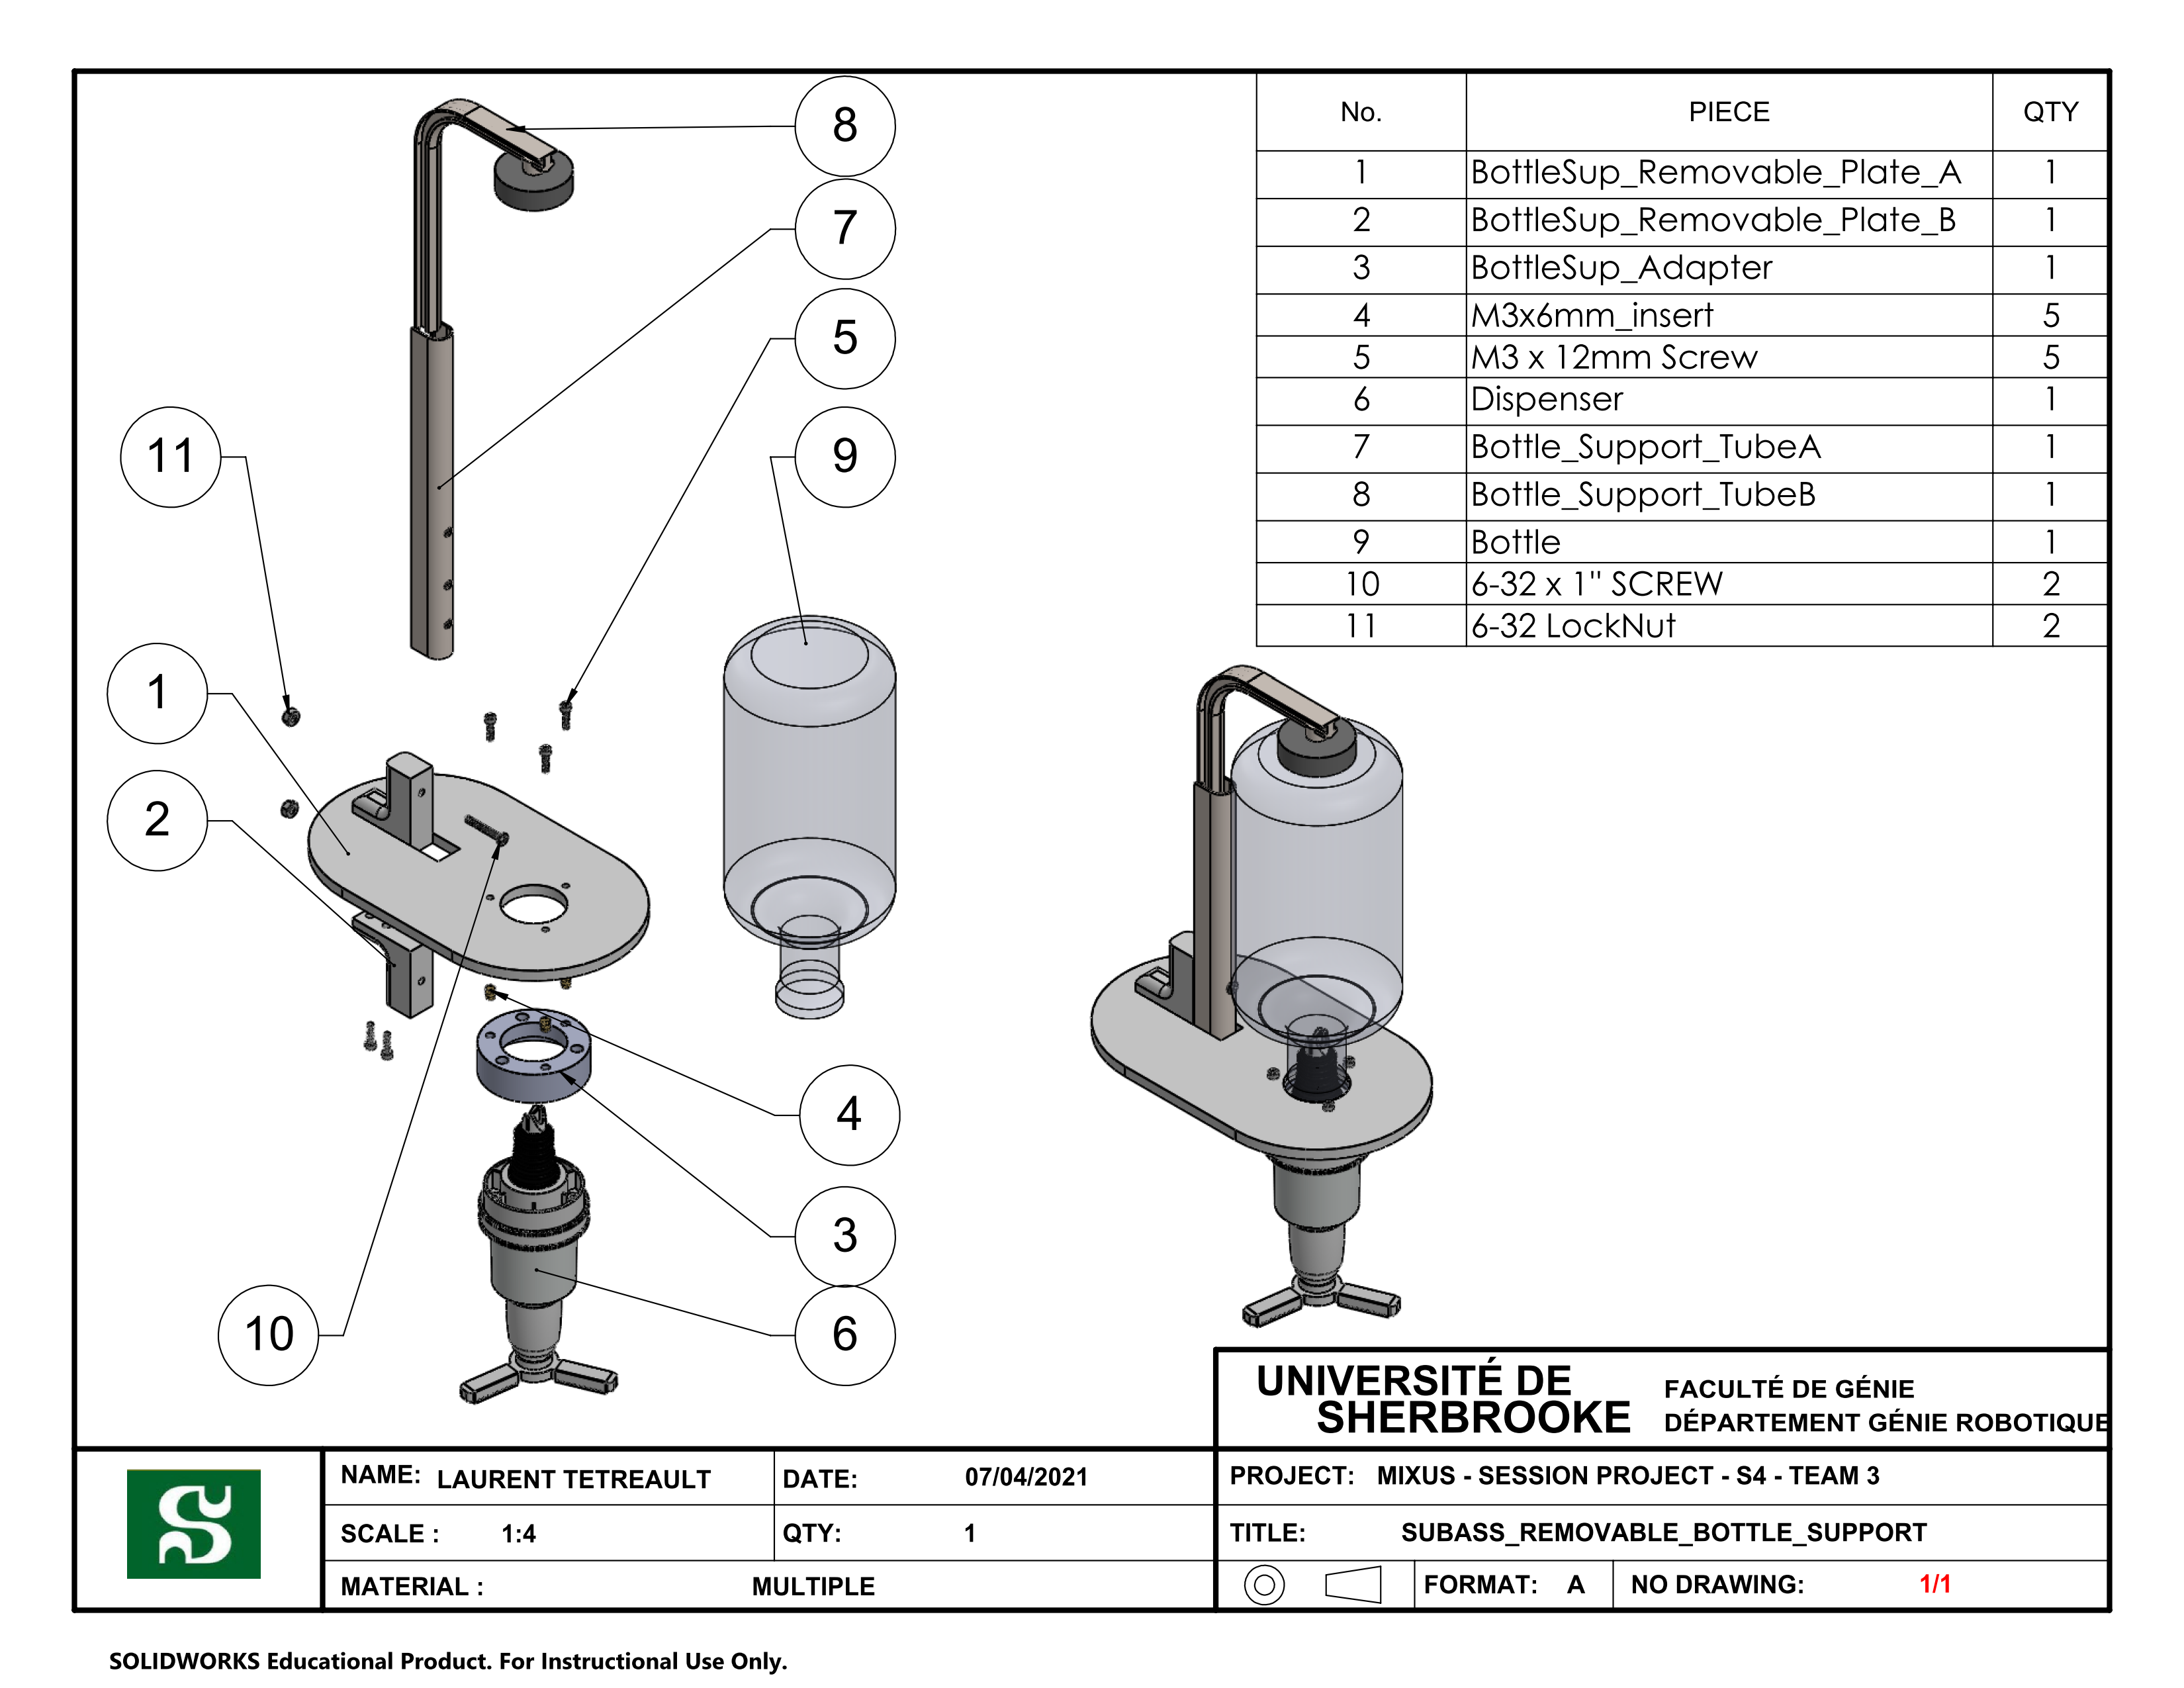 No. PIECE QTY
1 BottleSup_Removable_Plate_A 1
2 BottleSup_Removable_Plate_B 1
3 BottleSup_Adapter 1
4 M3x6mm_insert 5
5 M3 x 12mm Screw 5
6 Dispenser 1
7 Bottle_Support_TubeA 1
8 Bottle_Support_TubeB 1
9 Bottle 1
10 6-32 x 1" SCREW 2
11 6-32 LockNut 2
8
7
5
9
11
1
2
4
3
10
6
UNIVERSITÉ DE
SHERBROOKE
FACULTÉ DE GÉNIE
DÉPARTEMENT GÉNIE ROBOTIQUE
NAME: LAURENT TETREAULT
DATE: 07/04/2021
PROJECT: MIXUS - SESSION PROJECT - S4 - TEAM 3
SCALE : 1:4
QTY: 1
TITLE: SUBASS_REMOVABLE_BOTTLE_SUPPORT
MATERIAL : MULTIPLE
FORMAT: A
NO DRAWING: 1/1
SOLIDWORKS Educational Product. For Instructional Use Only.